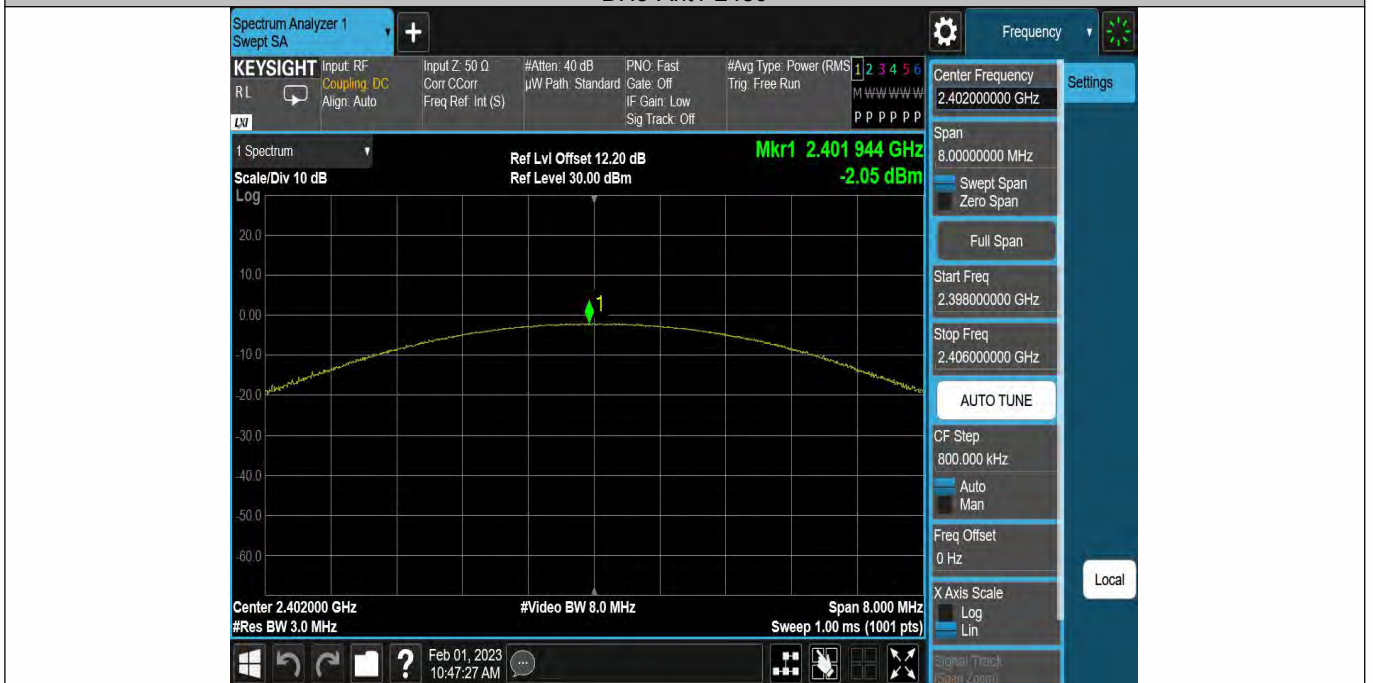 Spectrum Analyzer 1
Swept SA
Frequency
KEYSIGHT
RL
LXI
Input: RF
Coupling: DC
Align: Auto
Input Z: 50 Ω
Corr CCorr
Freq Ref: Int (S)
#Atten: 40 dB
µW Path: Standard
PNO: Fast
Gate: Off
IF Gain: Low
Sig Track: Off
#Avg Type: Power (RMS
Trig: Free Run
1 2 3 4 5 6
M W W W W W
P P P P P P
1 Spectrum
Scale/Div 10 dB
Ref Lvl Offset 12.20 dB
Ref Level 30.00 dBm
Mkr1 2.401 944 GHz
-2.05 dBm
Log
20.0
10.0
0.00
-10.0
-20.0
-30.0
-40.0
-50.0
-60.0
1
Center 2.402000 GHz
#Res BW 3.0 MHz
#Video BW 8.0 MHz
Span 8.000 MHz
Sweep 1.00 ms (1001 pts)
Feb 01, 2023
10:47:27 AM
Center Frequency
2.402000000 GHz
Settings
Span
8.00000000 MHz
Swept Span
Zero Span
Full Span
Start Freq
2.398000000 GHz
Stop Freq
2.406000000 GHz
AUTO TUNE
CF Step
800.000 kHz
Auto
Man
Freq Offset
0 Hz
X Axis Scale
Log
Lin
Local
Signal Track
(Span Zoom)